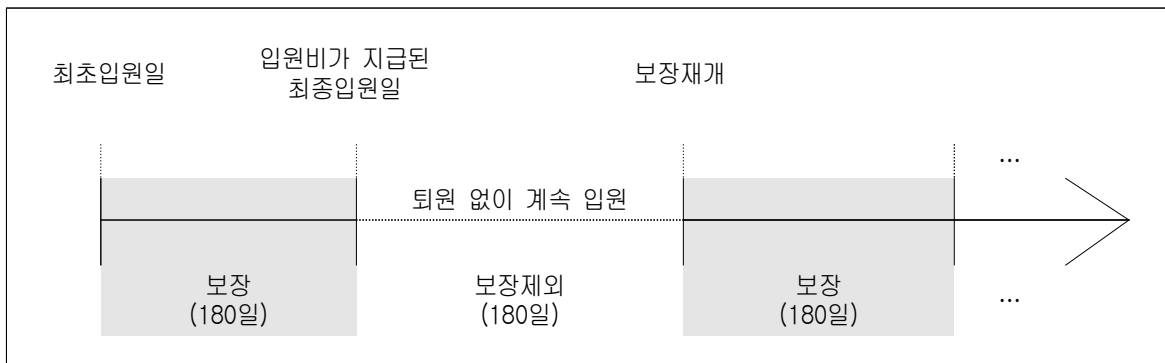 최초입원일
입원비가 지급된
최종입원일
보장재개
...
퇴원 없이 계속 입원
보장
(180일)
보장제외
(180일)
보장
(180일)
...